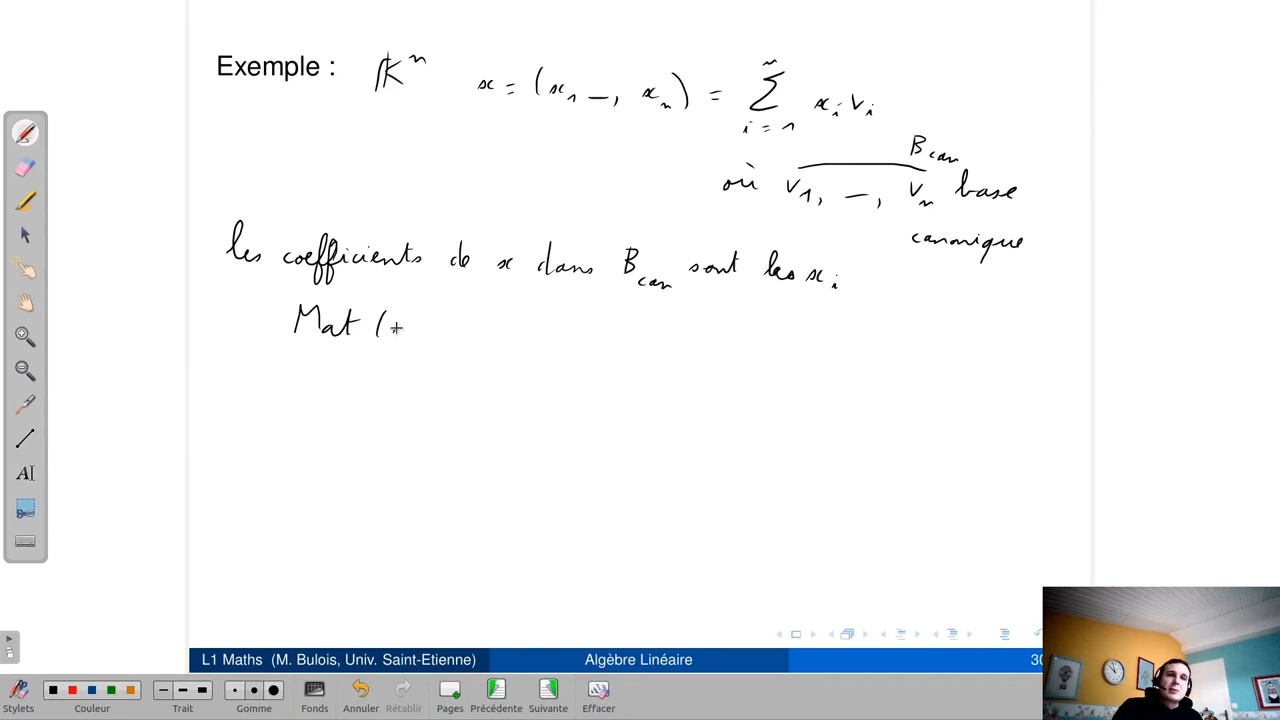 Exemple : 𝕂ⁿ x = (x₁ —, xₙ) = Σ xᵢ vᵢ
n
i = 1
B_can
où v₁, —, vₙ base
canonique
les coefficients de x dans B_can sont les xᵢ
Mat (
L1 Maths (M. Bulois, Univ. Saint-Etienne) Algèbre Linéaire 30
Stylets Couleur Trait Gomme Fonds Annuler Rétablir Pages Précédente Suivante Effacer